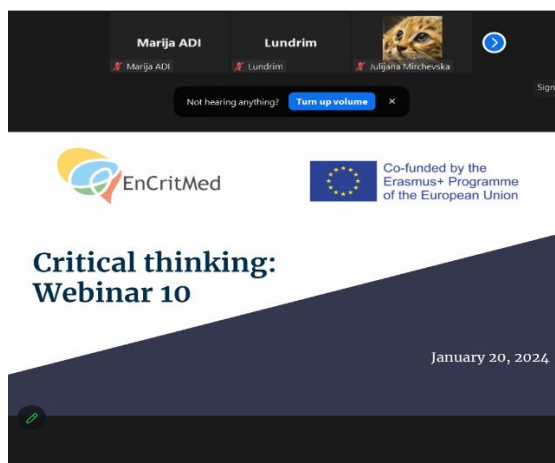 Marija ADI
Lundrim
Marija ADI
Lundrim
Julijana Mirchevska
Not hearing anything?
Turn up volume
×
Sign
EnCritMed
Co-funded by the
Erasmus+ Programme
of the European Union
Critical thinking:
Webinar 10
January 20, 2024